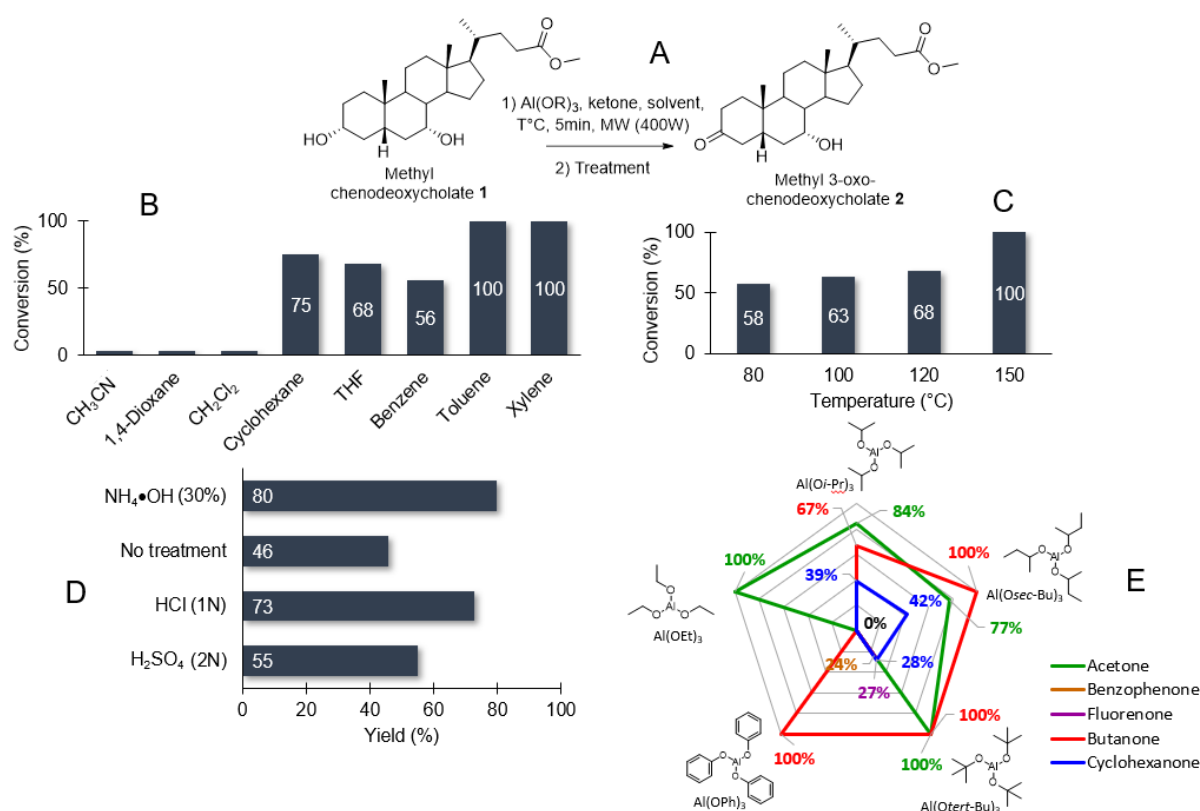 A
O
O
HO
OH
H
Methyl
chenodeoxycholate 1
1) Al(OR)3, ketone, solvent,
T°C, 5min, MW (400W)
2) Treatment
O
O
O
OH
H
Methyl 3-oxo-
chenodeoxycholate 2
B
Conversion (%)
100
50
0
75
68
56
100
100
CH3CN
1,4-Dioxane
CH2Cl2
Cyclohexane
THF
Benzene
Toluene
Xylene
C
Conversion (%)
100
50
0
58
63
68
100
80
100
120
150
Temperature (°C)
D
NH4•OH (30%)
80
No treatment
46
HCl (1N)
73
H2SO4 (2N)
55
0
20
40
60
80
100
Yield (%)
E
O
O
Al
O
Al(Oi-Pr)3
67%
84%
O
O
Al
O
Al(Osec-Bu)3
100%
77%
42%
39%
0%
100%
O
Al
O
O
Al(OEt)3
24%
28%
27%
O
O
Al
O
Al(OPh)3
100%
100%
100%
O
O
Al
O
Al(Otert-Bu)3
Acetone
Benzophenone
Fluorenone
Butanone
Cyclohexanone